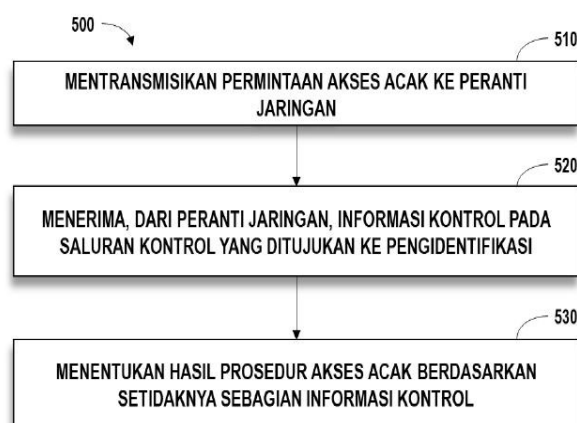 500
510
MENTRANSMISIKAN PERMINTAAN AKSES ACAK KE PERANTI
JARINGAN
520
MENERIMA, DARI PERANTI JARINGAN, INFORMASI KONTROL PADA
SALURAN KONTROL YANG DITUJUKAN KE PENGIDENTIFIKASI
530
MENENTUKAN HASIL PROSEDUR AKSES ACAK BERDASARKAN
SETIDAKNYA SEBAGIAN INFORMASI KONTROL